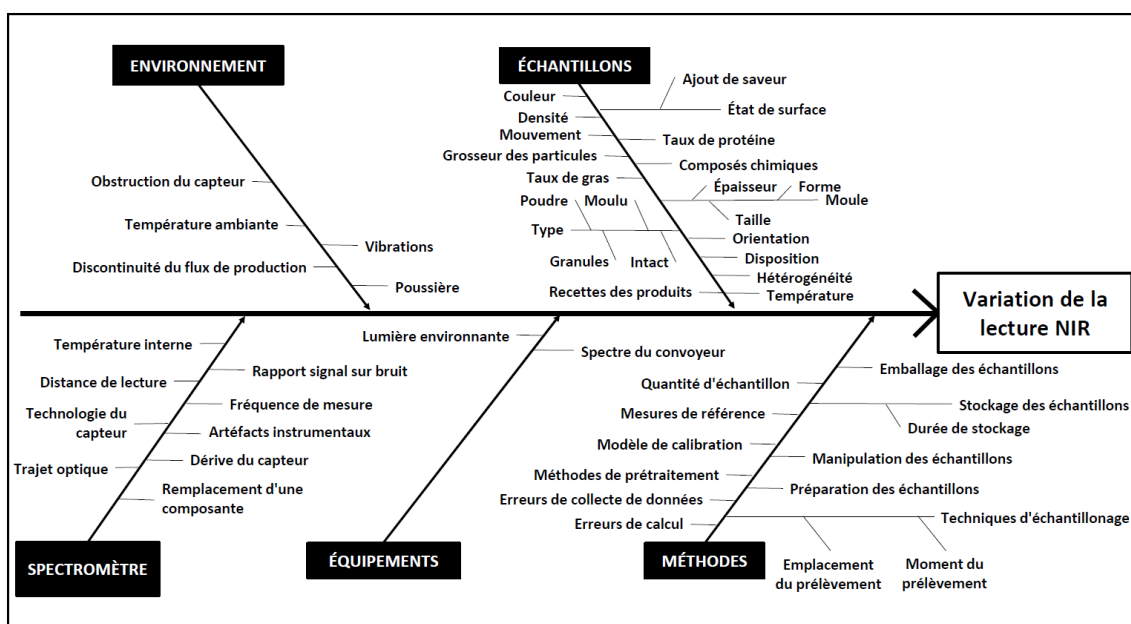 ENVIRONNEMENT
Obstruction du capteur
Température ambiante
Vibrations
Discontinuité du flux de production
Poussière
ÉCHANTILLONS
Ajout de saveur
Couleur
État de surface
Densité
Mouvement
Taux de protéine
Grosseur des particules
Composés chimiques
Taux de gras
Épaisseur
Forme
Poudre
Moulu
Moule
Taille
Type
Orientation
Granules
Intact
Disposition
Hétérogénéité
Recettes des produits
Température
Variation de la
lecture NIR
Température interne
Rapport signal sur bruit
Distance de lecture
Fréquence de mesure
Technologie du
capteur
Artéfacts instrumentaux
Trajet optique
Dérive du capteur
Remplacement d'une
composante
SPECTROMÈTRE
Lumière environnante
Spectre du convoyeur
ÉQUIPEMENTS
Emballage des échantillons
Quantité d'échantillon
Stockage des échantillons
Mesures de référence
Durée de stockage
Modèle de calibration
Manipulation des échantillons
Méthodes de prétraitement
Préparation des échantillons
Erreurs de collecte de données
Techniques d'échantillonage
Erreurs de calcul
Emplacement
du prélèvement
Moment du
prélèvement
MÉTHODES